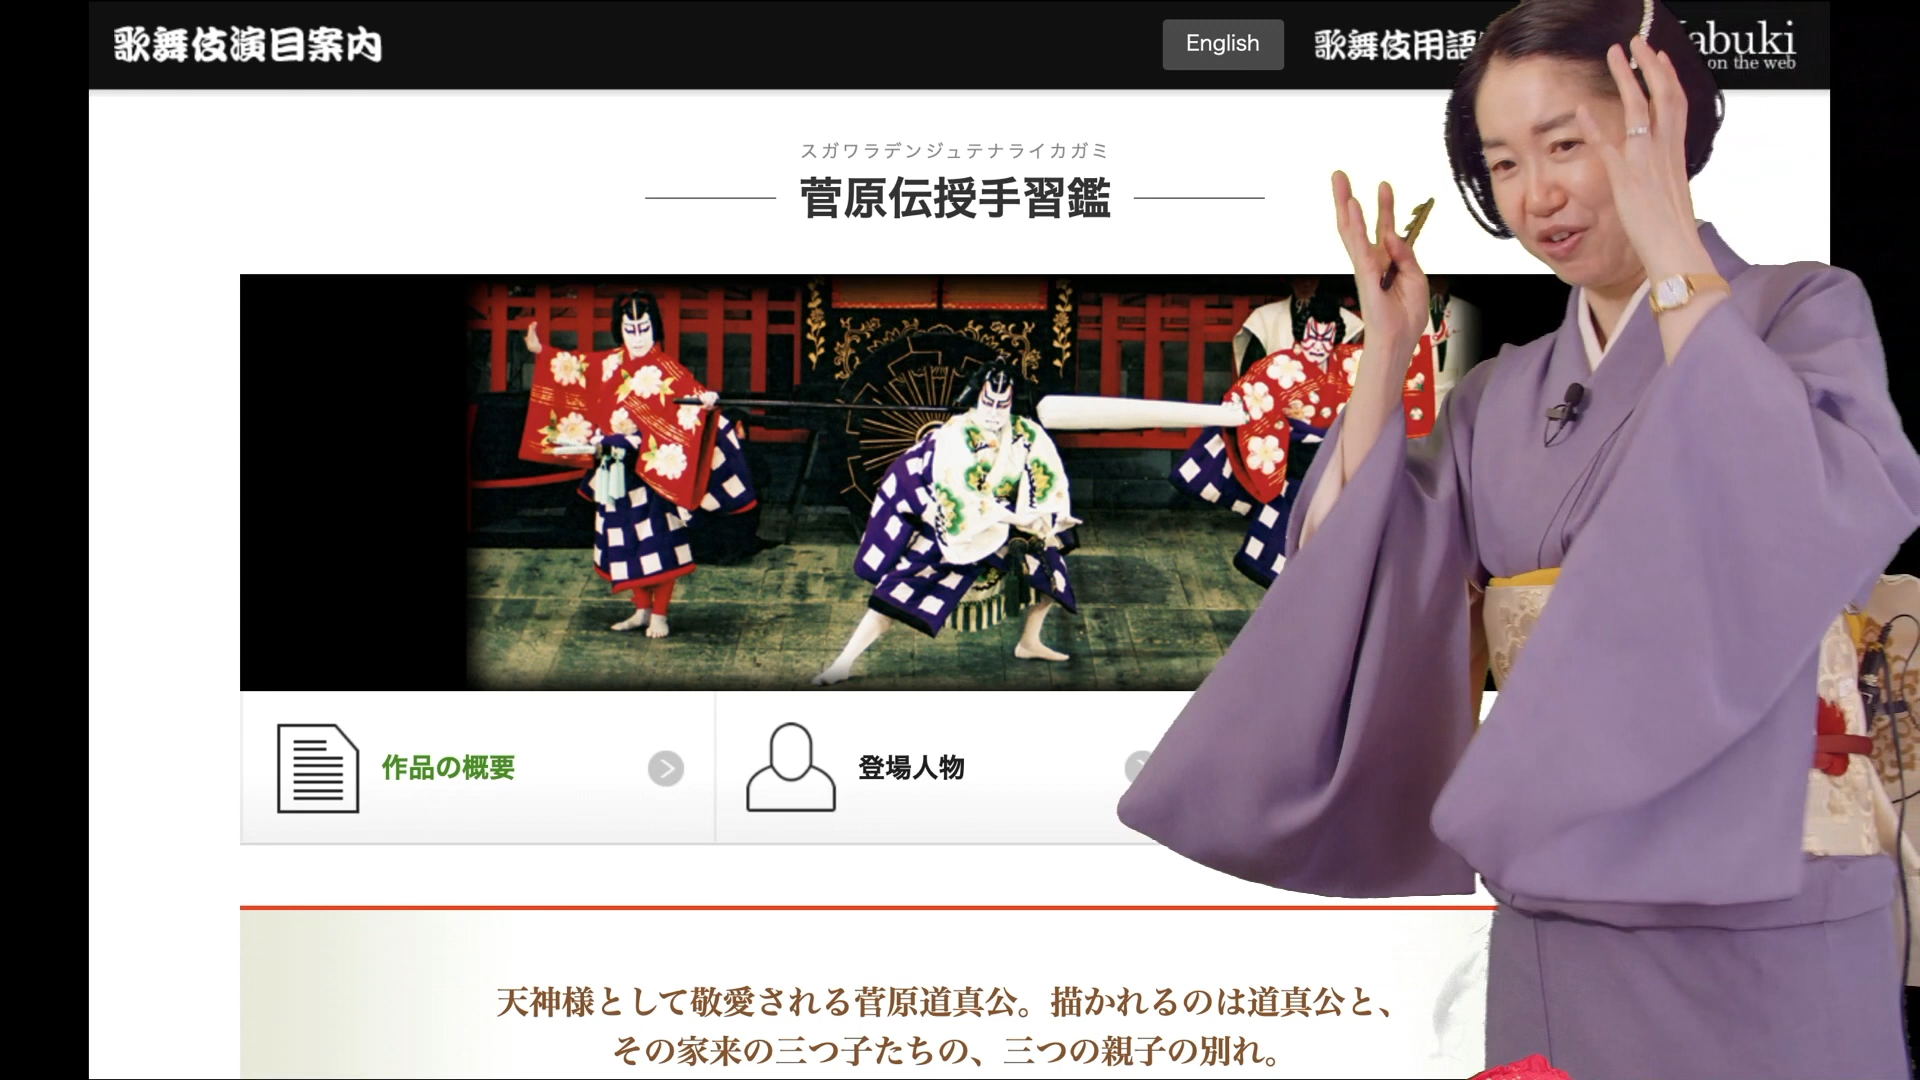 歌舞伎演目案内
English
歌舞伎用語
abuki
on the web
スガワラデンジュテナライカガミ
菅原伝授手習鑑
作品の概要
登場人物
天神様として敬愛される菅原道真公。描かれるのは道真公と、
その家来の三つ子たちの、三つの親子の別れ。